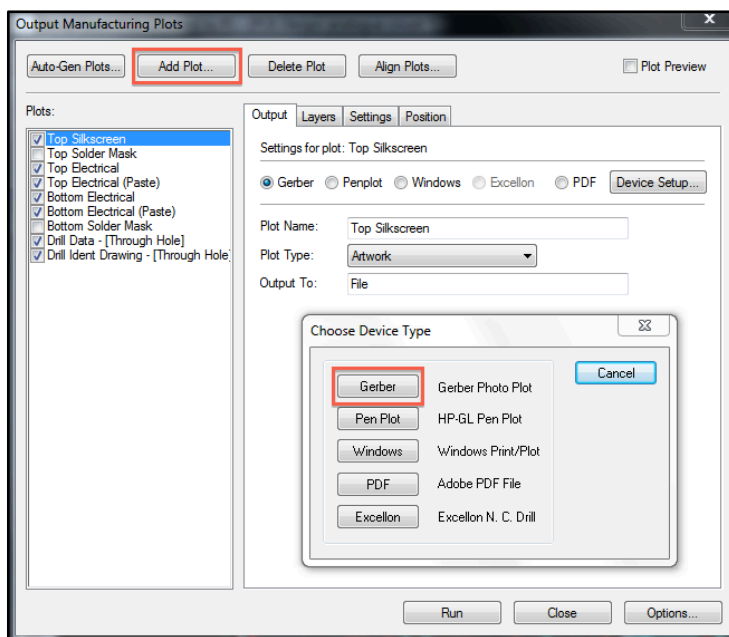 Output Manufacturing Plots
X
Auto-Gen Plots... Add Plot... Delete Plot Align Plots... Plot Preview
Plots:
Top Silkscreen
Top Solder Mask
Top Electrical
Top Electrical (Paste)
Bottom Electrical
Bottom Electrical (Paste)
Bottom Solder Mask
Drill Data - [Through Hole]
Drill Ident Drawing - [Through Hole]
Output Layers Settings Position
Settings for plot: Top Silkscreen
Gerber Penplot Windows Excellon PDF Device Setup...
Plot Name: Top Silkscreen
Plot Type: Artwork
Output To: File
Choose Device Type
Cancel
Gerber Gerber Photo Plot
Pen Plot HP-GL Pen Plot
Windows Windows Print/Plot
PDF Adobe PDF File
Excellon Excellon N. C. Drill
Run Close Options...